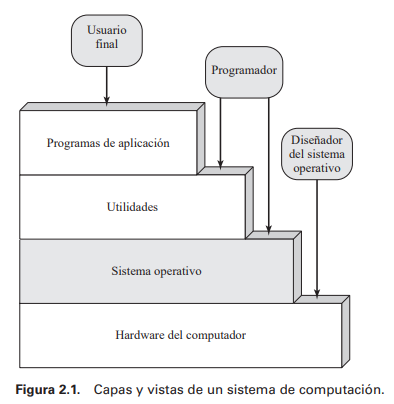 Usuario
final
Programador
Diseñador
del sistema
operativo
Programas de aplicación
Utilidades
Sistema operativo
Hardware del computador
Figura 2.1. Capas y vistas de un sistema de computación.